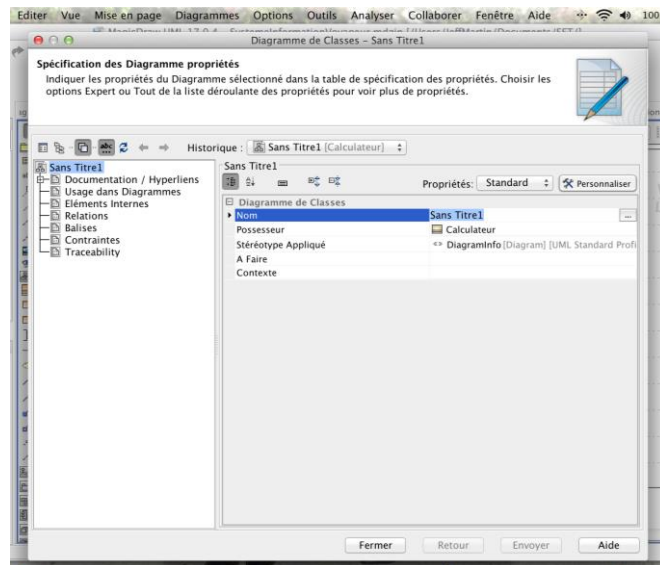 Editer Vue Mise en page Diagrammes Options Outils Analyser Collaborer Fenêtre Aide 100
Diagramme de Classes – Sans Titre1
Spécification des Diagramme propriétés
Indiquer les propriétés du Diagramme sélectionné dans la table de spécification des propriétés. Choisir les
options Expert ou Tout de la liste déroulante des propriétés pour voir plus de propriétés.
Historique : Sans Titre1 [Calculateur]
Sans Titre1
Documentation / Hyperliens
Usage dans Diagrammes
Eléments Internes
Relations
Balises
Contraintes
Traceability
Sans Titre1
Propriétés: Standard Personnaliser
Diagramme de Classes
Nom Sans Titre1 ...
Possesseur Calculateur
Stéréotype Appliqué DiagramInfo [Diagram] [UML Standard Profi
A Faire
Contexte
Fermer Retour Envoyer Aide